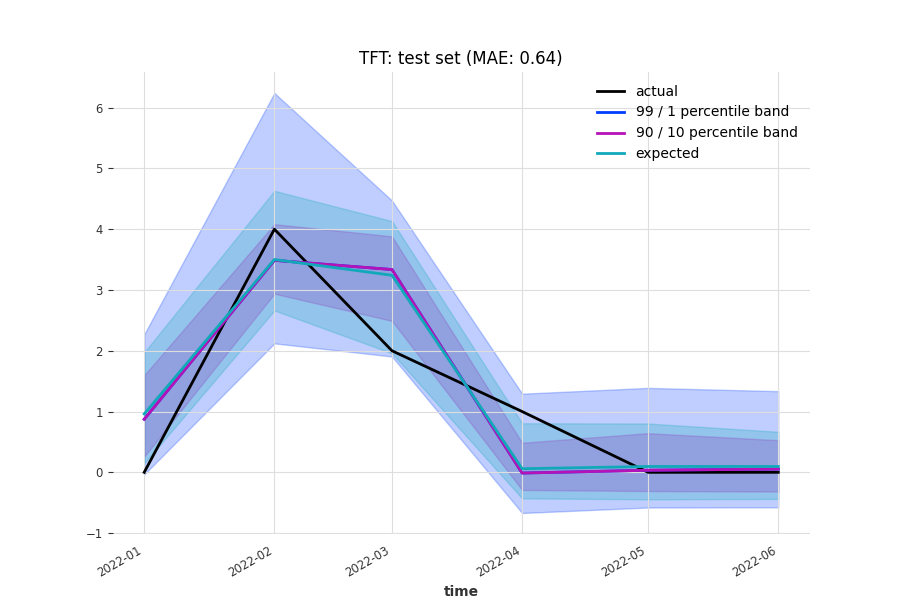 TFT: test set (MAE: 0.64)
actual
99 / 1 percentile band
90 / 10 percentile band
expected
6
5
4
3
2
1
0
−1
2022-01
2022-02
2022-03
2022-04
2022-05
2022-06
time